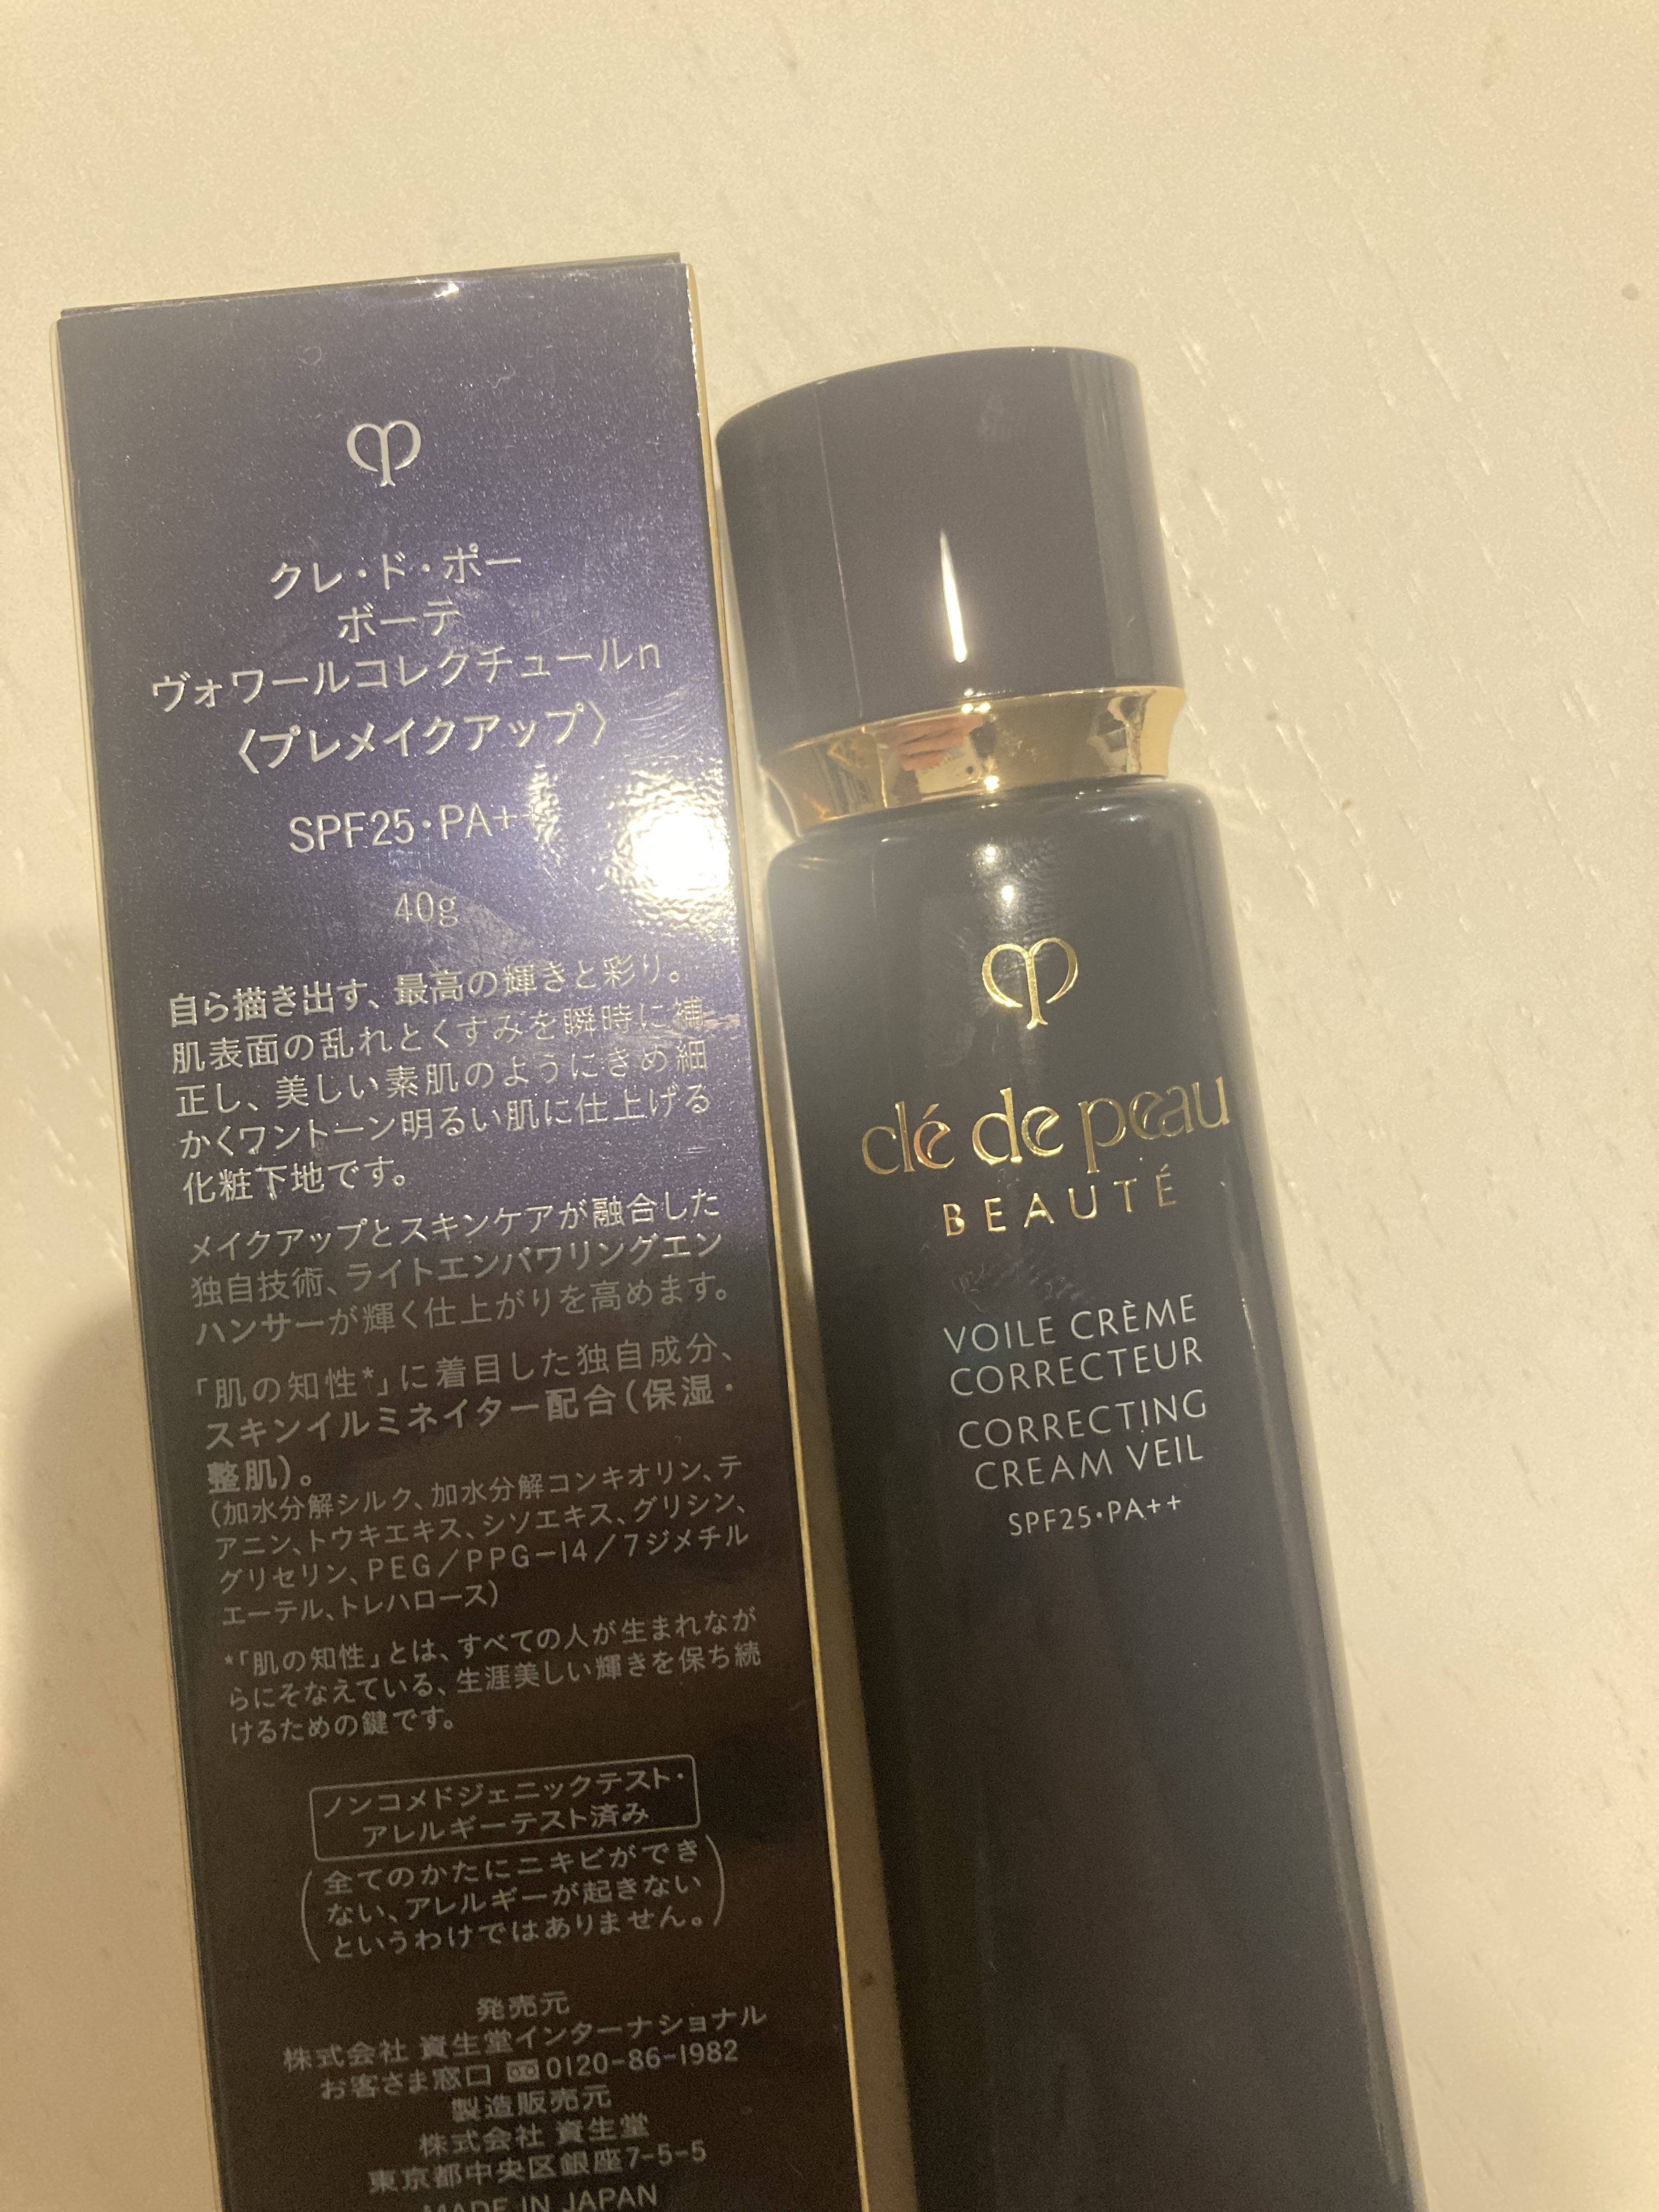 クレ・ド・ポー
ボーテ
ヴォワールコレクチュールn
〈プレメイクアップ〉
SPF25・PA++
40g
自ら描き出す、最高の輝きと彩り。
肌表面の乱れとくすみを瞬時に補
正し、美しい素肌のようにきめ細
かくワントーン明るい肌に仕上げる
化粧下地です。
メイクアップとスキンケアが融合した
独自技術、ライトエンパワリングエン
ハンサーが輝く仕上がりを高めます。
「肌の知性*」に着目した独自成分、
スキンイルミネイター配合(保湿・
整肌)。
(加水分解シルク、加水分解コンキオリン、テ
アニン、トウキエキス、シソエキス、グリシン、
グリセリン、PEG/PPG-14/7ジメチル
エーテル、トレハロース)
*「肌の知性」とは、すべての人が生まれなが
らにそなえている、生涯美しい輝きを保ち続
けるための鍵です。
ノンコメドジェニックテスト・
アレルギーテスト済み
(全てのかたにニキビができ
ない、アレルギーが起きない
というわけではありません。)
発売元
株式会社 資生堂インターナショナル
お客さま窓口 0120-86-1982
製造販売元
株式会社 資生堂
東京都中央区銀座7-5-5
MADE IN JAPAN
clé de peau
BEAUTÉ
VOILE CRÈME
CORRECTEUR
CORRECTING
CREAM VEIL
SPF25・PA++